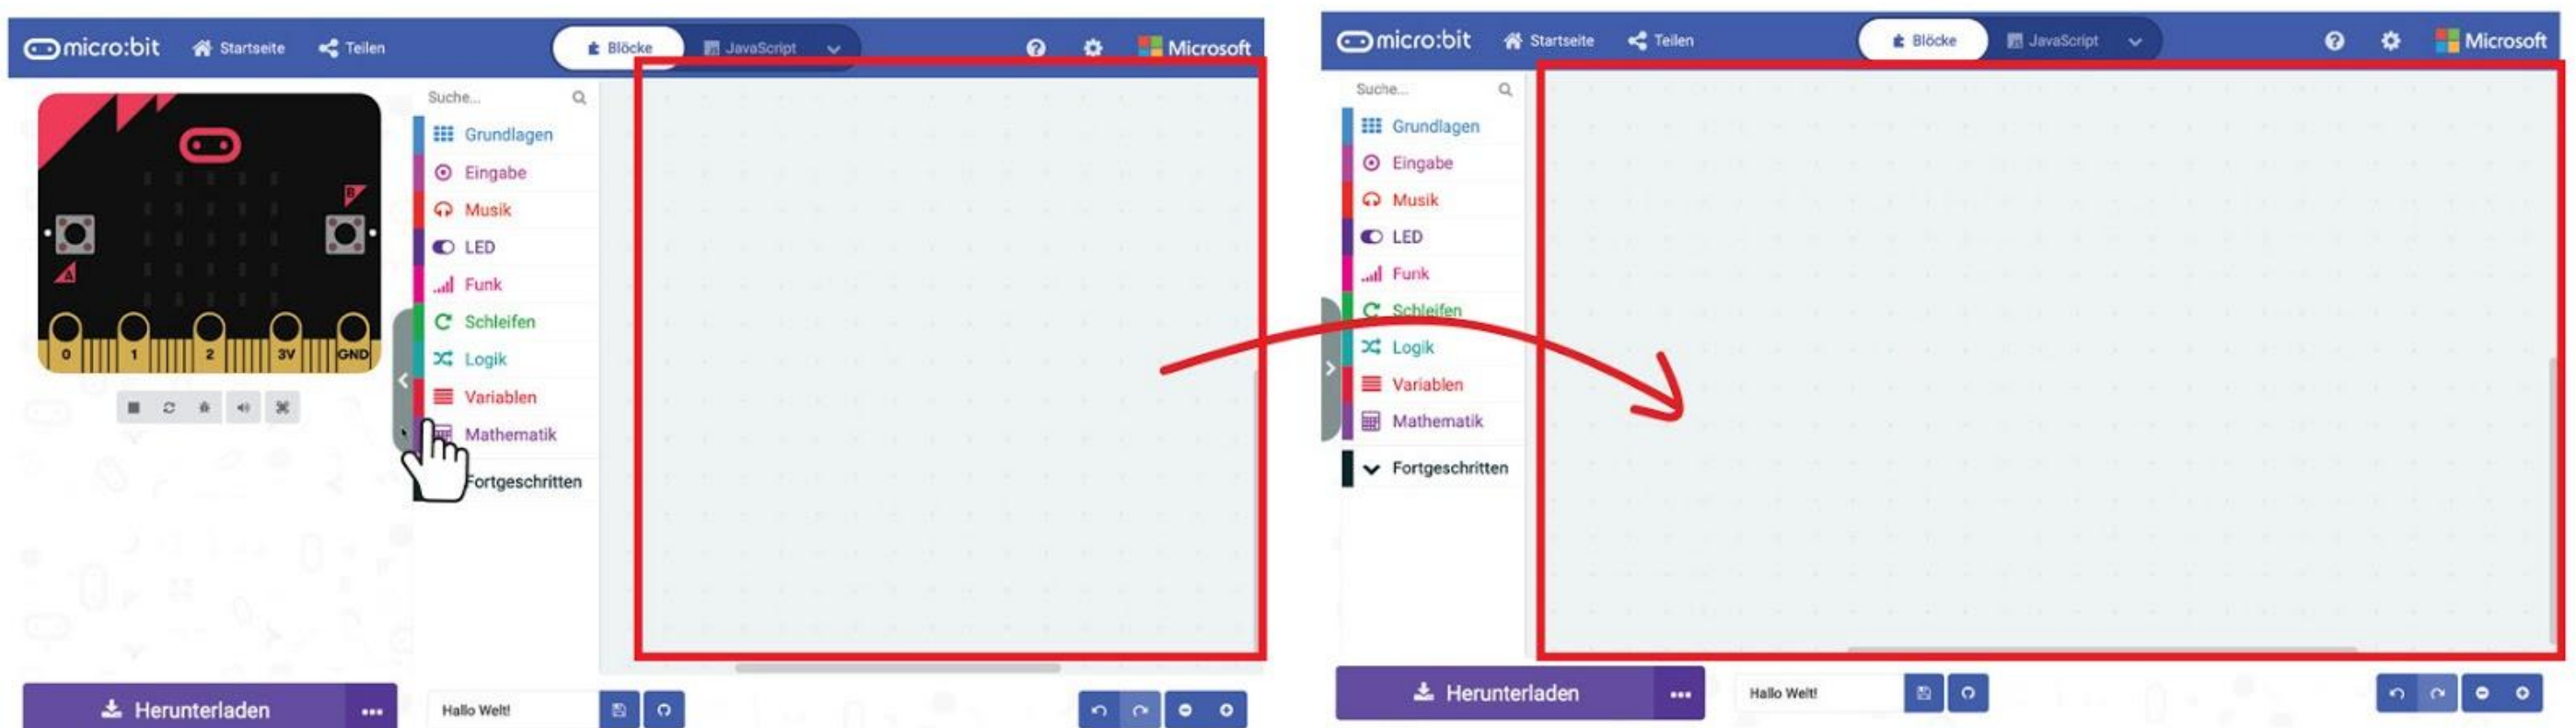 micro:bit Startseite Teilen Blöcke JavaScript Microsoft
Suche...
Grundlagen
Eingabe
Musik
LED
Funk
Schleifen
Logik
Variablen
Mathematik
Fortgeschritten
B
A
0 1 2 3V GND
Herunterladen ... Hallo Welt!
micro:bit Startseite Teilen Blöcke JavaScript Microsoft
Suche...
Grundlagen
Eingabe
Musik
LED
Funk
Schleifen
Logik
Variablen
Mathematik
Fortgeschritten
Herunterladen ... Hallo Welt!